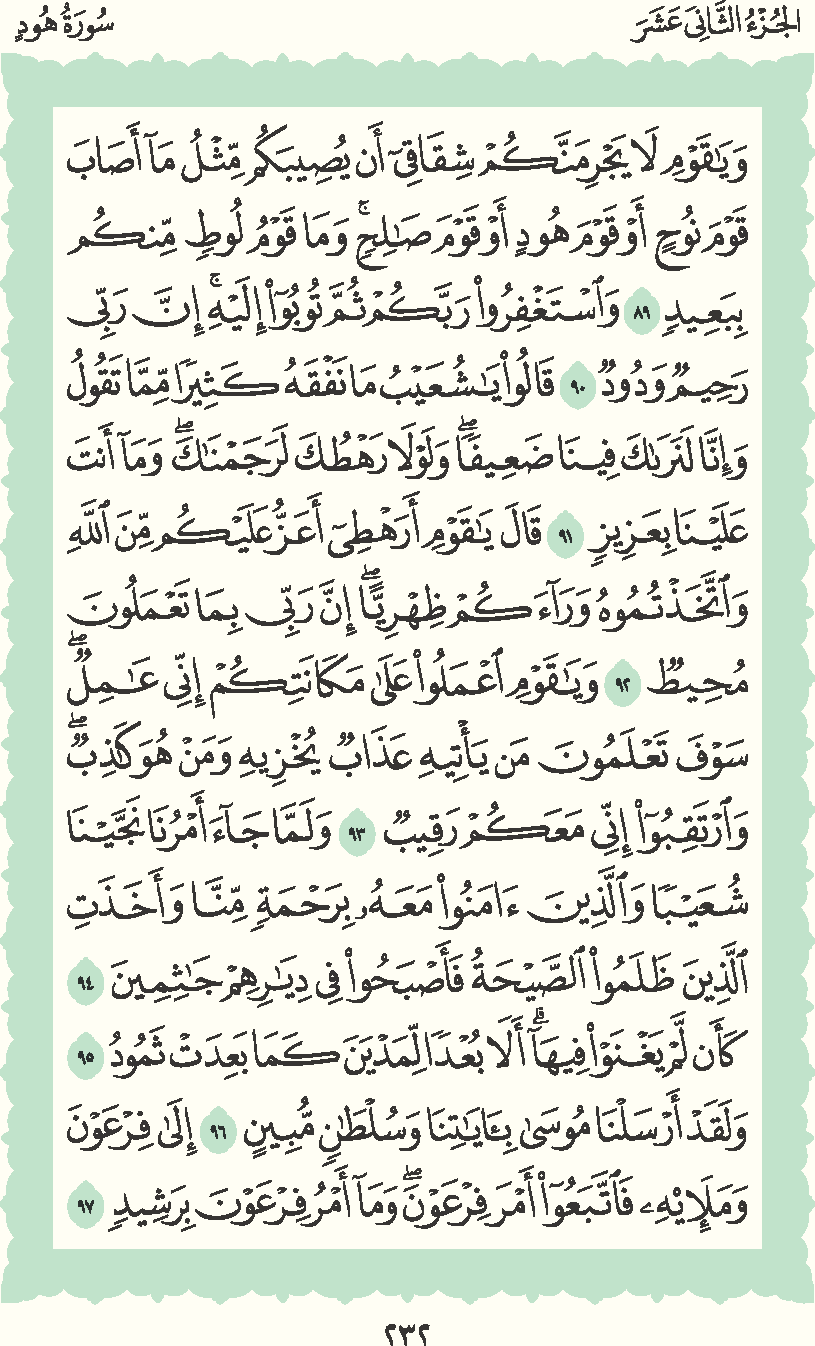 الجُزْءُ الثَّانِيَ عَشَرَ
سُورَةُ هُودٍ
وَيَٰقَوْمِ لَا يَجْرِمَنَّكُمْ شِقَاقِىٓ أَن يُصِيبَكُم مِّثْلُ مَآ أَصَابَ
قَوْمَ نُوحٍ أَوْ قَوْمَ هُودٍ أَوْ قَوْمَ صَٰلِحٍۚ وَمَا قَوْمُ لُوطٍ مِّنكُم
بِبَعِيدٍ ٨٩ وَٱسْتَغْفِرُوا۟ رَبَّكُمْ ثُمَّ تُوبُوٓا۟ إِلَيْهِۚ إِنَّ رَبِّى
رَحِيمٌ وَدُودٌ ٩٠ قَالُوا۟ يَٰشُعَيْبُ مَا نَفْقَهُ كَثِيرًا مِّمَّا تَقُولُ
وَإِنَّا لَنَرَىٰكَ فِينَا ضَعِيفًاۖ وَلَوْلَا رَهْطُكَ لَرَجَمْنَٰكَۖ وَمَآ أَنتَ
عَلَيْنَا بِعَزِيزٍ ٩١ قَالَ يَٰقَوْمِ أَرَهْطِىٓ أَعَزُّ عَلَيْكُم مِّنَ ٱللَّهِ
وَٱتَّخَذْتُمُوهُ وَرَآءَكُمْ ظِهْرِيًّاۖ إِنَّ رَبِّى بِمَا تَعْمَلُونَ
مُحِيطٌ ٩٢ وَيَٰقَوْمِ ٱعْمَلُوا۟ عَلَىٰ مَكَانَتِكُمْ إِنِّى عَٰمِلٌۖ
سَوْفَ تَعْلَمُونَ مَن يَأْتِيهِ عَذَابٌ يُخْزِيهِ وَمَنْ هُوَ كَٰذِبٌۖ
وَٱرْتَقِبُوٓا۟ إِنِّى مَعَكُمْ رَقِيبٌ ٩٣ وَلَمَّا جَآءَ أَمْرُنَا نَجَّيْنَا
شُعَيْبًا وَٱلَّذِينَ ءَامَنُوا۟ مَعَهُۥ بِرَحْمَةٍ مِّنَّا وَأَخَذَتِ
ٱلَّذِينَ ظَلَمُوا۟ ٱلصَّيْحَةُ فَأَصْبَحُوا۟ فِى دِيَٰرِهِمْ جَٰثِمِينَ ٩٤
كَأَن لَّمْ يَغْنَوْا۟ فِيهَآۗ أَلَا بُعْدًا لِّمَدْيَنَ كَمَا بَعِدَتْ ثَمُودُ ٩٥
وَلَقَدْ أَرْسَلْنَا مُوسَىٰ بِـَٔايَٰتِنَا وَسُلْطَٰنٍ مُّبِينٍ ٩٦ إِلَىٰ فِرْعَوْنَ
وَمَلَإِي۟هِۦ فَٱتَّبَعُوٓا۟ أَمْرَ فِرْعَوْنَۖ وَمَآ أَمْرُ فِرْعَوْنَ بِرَشِيدٍ ٩٧
٢٣٢